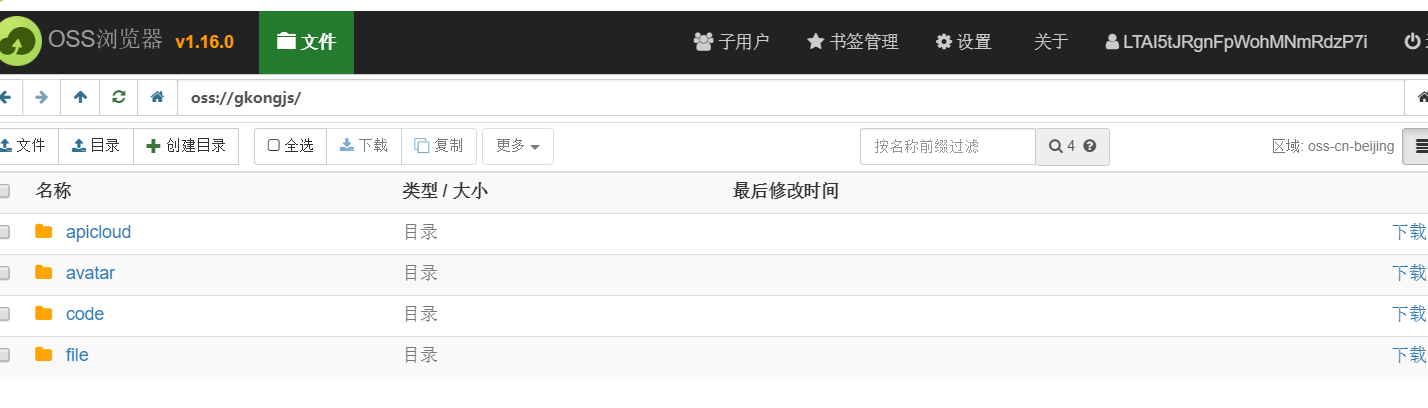 OSS浏览器 v1.16.0 文件 子用户 书签管理 设置 关于 LTAI5tJRgnFpWohMNmRdzP7i
oss://gkongjs/
文件 目录 创建目录 全选 下载 复制 更多 按名称前缀过滤 4 区域: oss-cn-beijing
名称 类型 / 大小 最后修改时间
apicloud 目录 下载
avatar 目录 下载
code 目录 下载
file 目录 下载